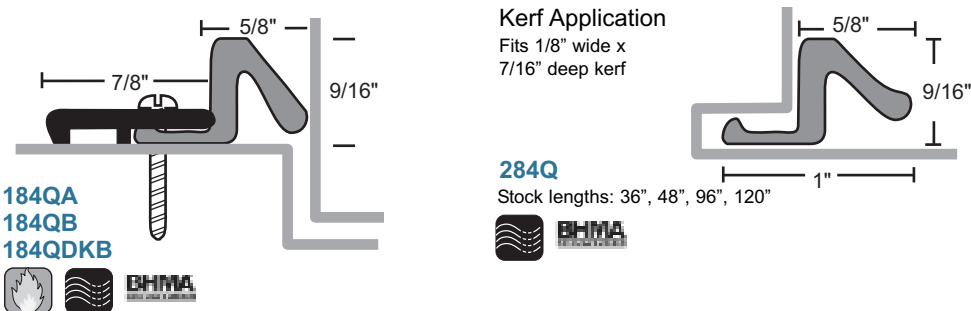 5/8"
7/8"
9/16"
184QA
184QB
184QDKB
BHMA
Kerf Application
Fits 1/8” wide x
7/16” deep kerf
5/8"
9/16"
1"
284Q
Stock lengths: 36”, 48”, 96”, 120”
BHMA